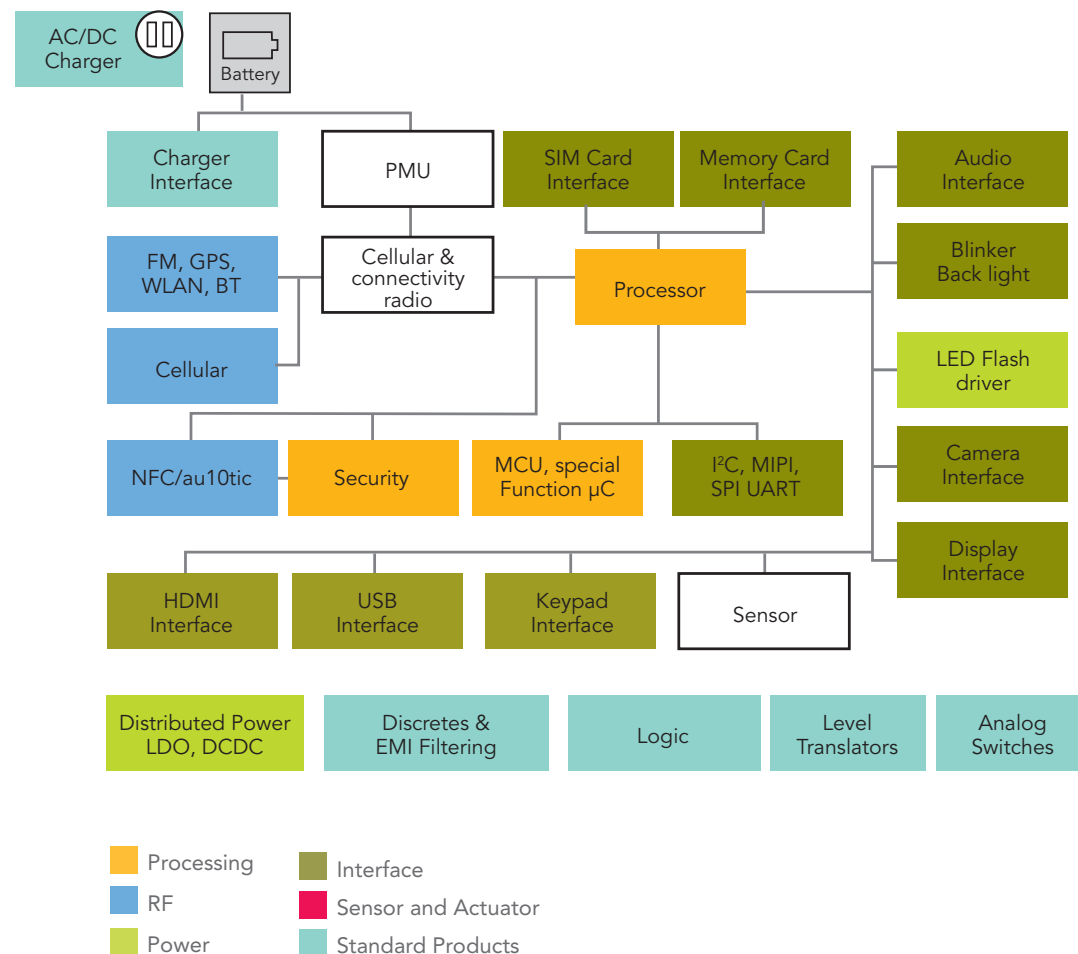 AC/DC
Charger
Battery
Charger
Interface
PMU
SIM Card
Interface
Memory Card
Interface
Audio
Interface
FM, GPS,
WLAN, BT
Cellular &
connectivity
radio
Processor
Blinker
Back light
Cellular
LED Flash
driver
NFC/au10tic
Security
MCU, special
Function µC
I²C, MIPI,
SPI UART
Camera
Interface
Display
Interface
HDMI
Interface
USB
Interface
Keypad
Interface
Sensor
Distributed Power
LDO, DCDC
Discretes &
EMI Filtering
Logic
Level
Translators
Analog
Switches
Processing
RF
Power
Interface
Sensor and Actuator
Standard Products